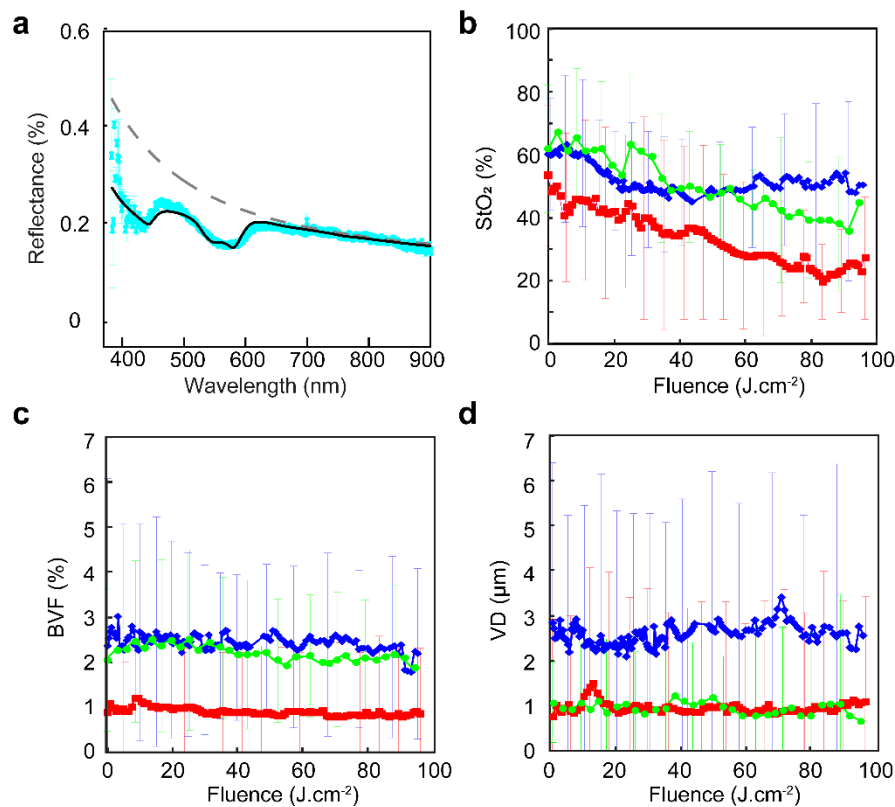 a
0.6
0.4
0.2
0
Reflectance (%)
400 500 600 700 800 900
Wavelength (nm)
b
100
80
60
40
20
0
StO₂ (%)
0 20 40 60 80 100
Fluence (J.cm⁻²)
c
7
6
5
4
3
2
1
0
BVF (%)
0 20 40 60 80 100
Fluence (J.cm⁻²)
d
7
6
5
4
3
2
1
0
VD (µm)
0 20 40 60 80 100
Fluence (J.cm⁻²)